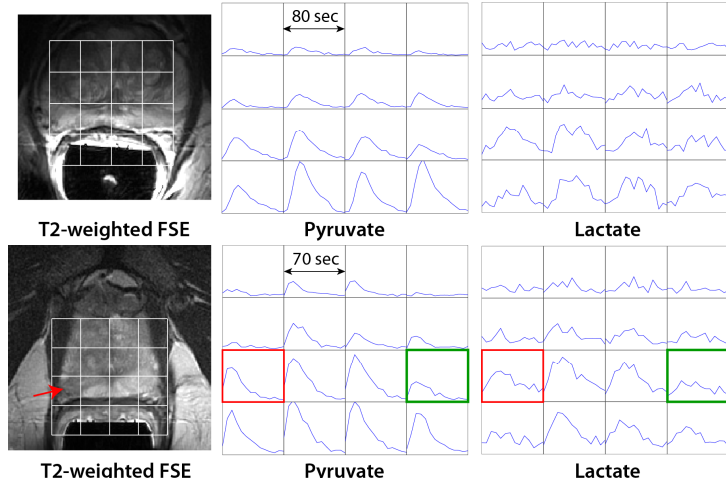 80 sec
T2-weighted FSE
Pyruvate
Lactate
70 sec
T2-weighted FSE
Pyruvate
Lactate